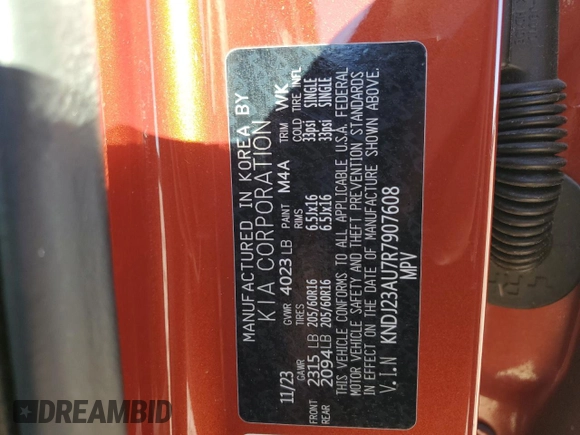 MANUFACTURED IN KOREA BY
KIA CORPORATION
11/23 GVWR 4023 LB PAINT M4A TRIM WK
GAWR TIRES RIMS COLD TIRE INFL
FRONT 2315 LB 205/60R16 6.5Jx16 33psi SINGLE
REAR 2094LB 205/60R16 6.5Jx16 33psi SINGLE
THIS VEHICLE CONFORMS TO ALL APPLICABLE U.S.A. FEDERAL
MOTOR VEHICLE SAFETY AND THEFT PREVENTION STANDARDS
IN EFFECT ON THE DATE OF MANUFACTURE SHOWN ABOVE.
V.I.N KNDJ23AU7R7907608
MPV
DREAMBID